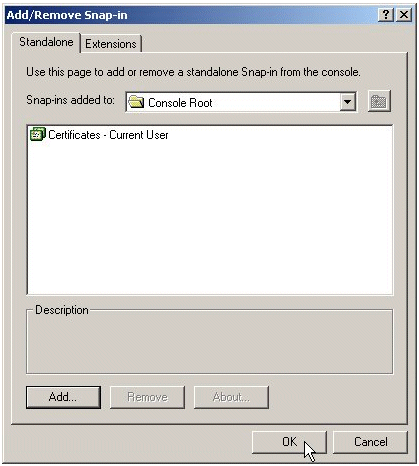 Add/Remove Snap-in
Standalone
Extensions
Use this page to add or remove a standalone Snap-in from the console.
Snap-ins added to:
Console Root
Certificates - Current User
Description
Add...
Remove
About...
OK
Cancel